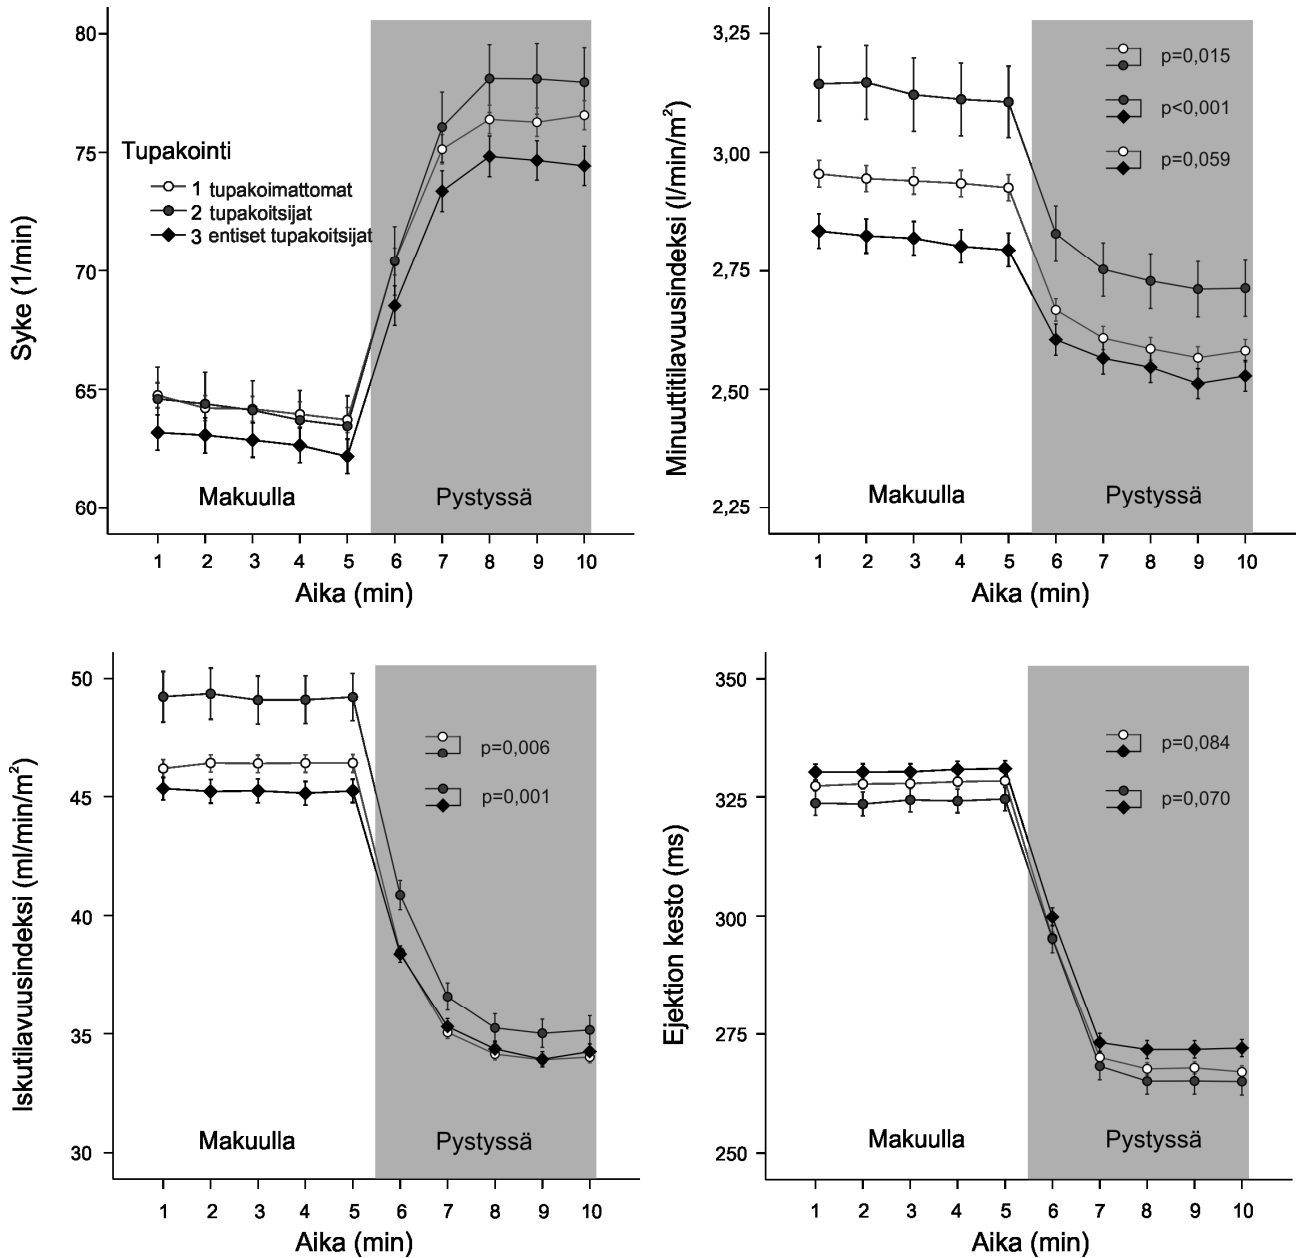 Syke (1/min)
80
75
70
65
60
Tupakointi
1 tupakoimattomat
2 tupakoitsijat
3 entiset tupakoitsijat
Makuulla
Pystyssä
1 2 3 4 5 6 7 8 9 10
Aika (min)
Minuuttitilavuusindeksi (l/min/m²)
3,25
3,00
2,75
2,50
2,25
p=0,015
p<0,001
p=0,059
Makuulla
Pystyssä
1 2 3 4 5 6 7 8 9 10
Aika (min)
Iskutilavuusindeksi (ml/min/m²)
50
45
40
35
30
p=0,006
p=0,001
Makuulla
Pystyssä
1 2 3 4 5 6 7 8 9 10
Aika (min)
Ejektion kesto (ms)
350
325
300
275
250
p=0,084
p=0,070
Makuulla
Pystyssä
1 2 3 4 5 6 7 8 9 10
Aika (min)